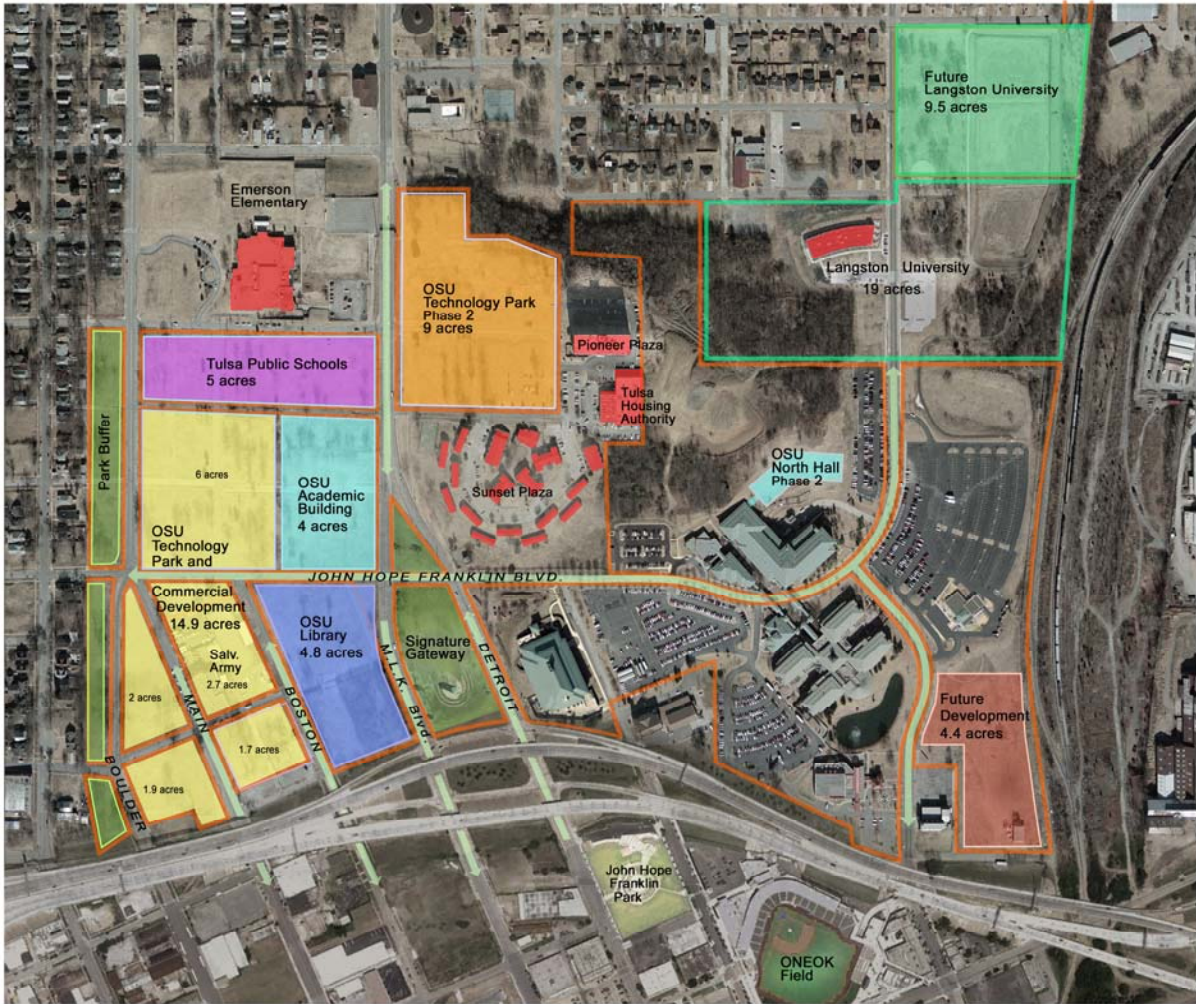 Future
Langston University
9.5 acres
Emerson
Elementary
Langston University
19 acres
OSU
Technology Park
Phase 2
9 acres
Pioneer Plaza
Tulsa Public Schools
5 acres
Tulsa
Housing
Authority
Park Buffer
6 acres
OSU
Academic
Building
4 acres
Sunset Plaza
OSU
North Hall
Phase 2
OSU
Technology
Park and
JOHN HOPE FRANKLIN BLVD.
Commercial
Development
14.9 acres
Salv.
Army
2.7 acres
OSU
Library
4.8 acres
Signature
Gateway
M.L.K. Blvd.
DETROIT
2 acres
MAIN
BOSTON
1.7 acres
Future
Development
4.4 acres
BOULDER
1.9 acres
John Hope
Franklin
Park
ONEOK
Field